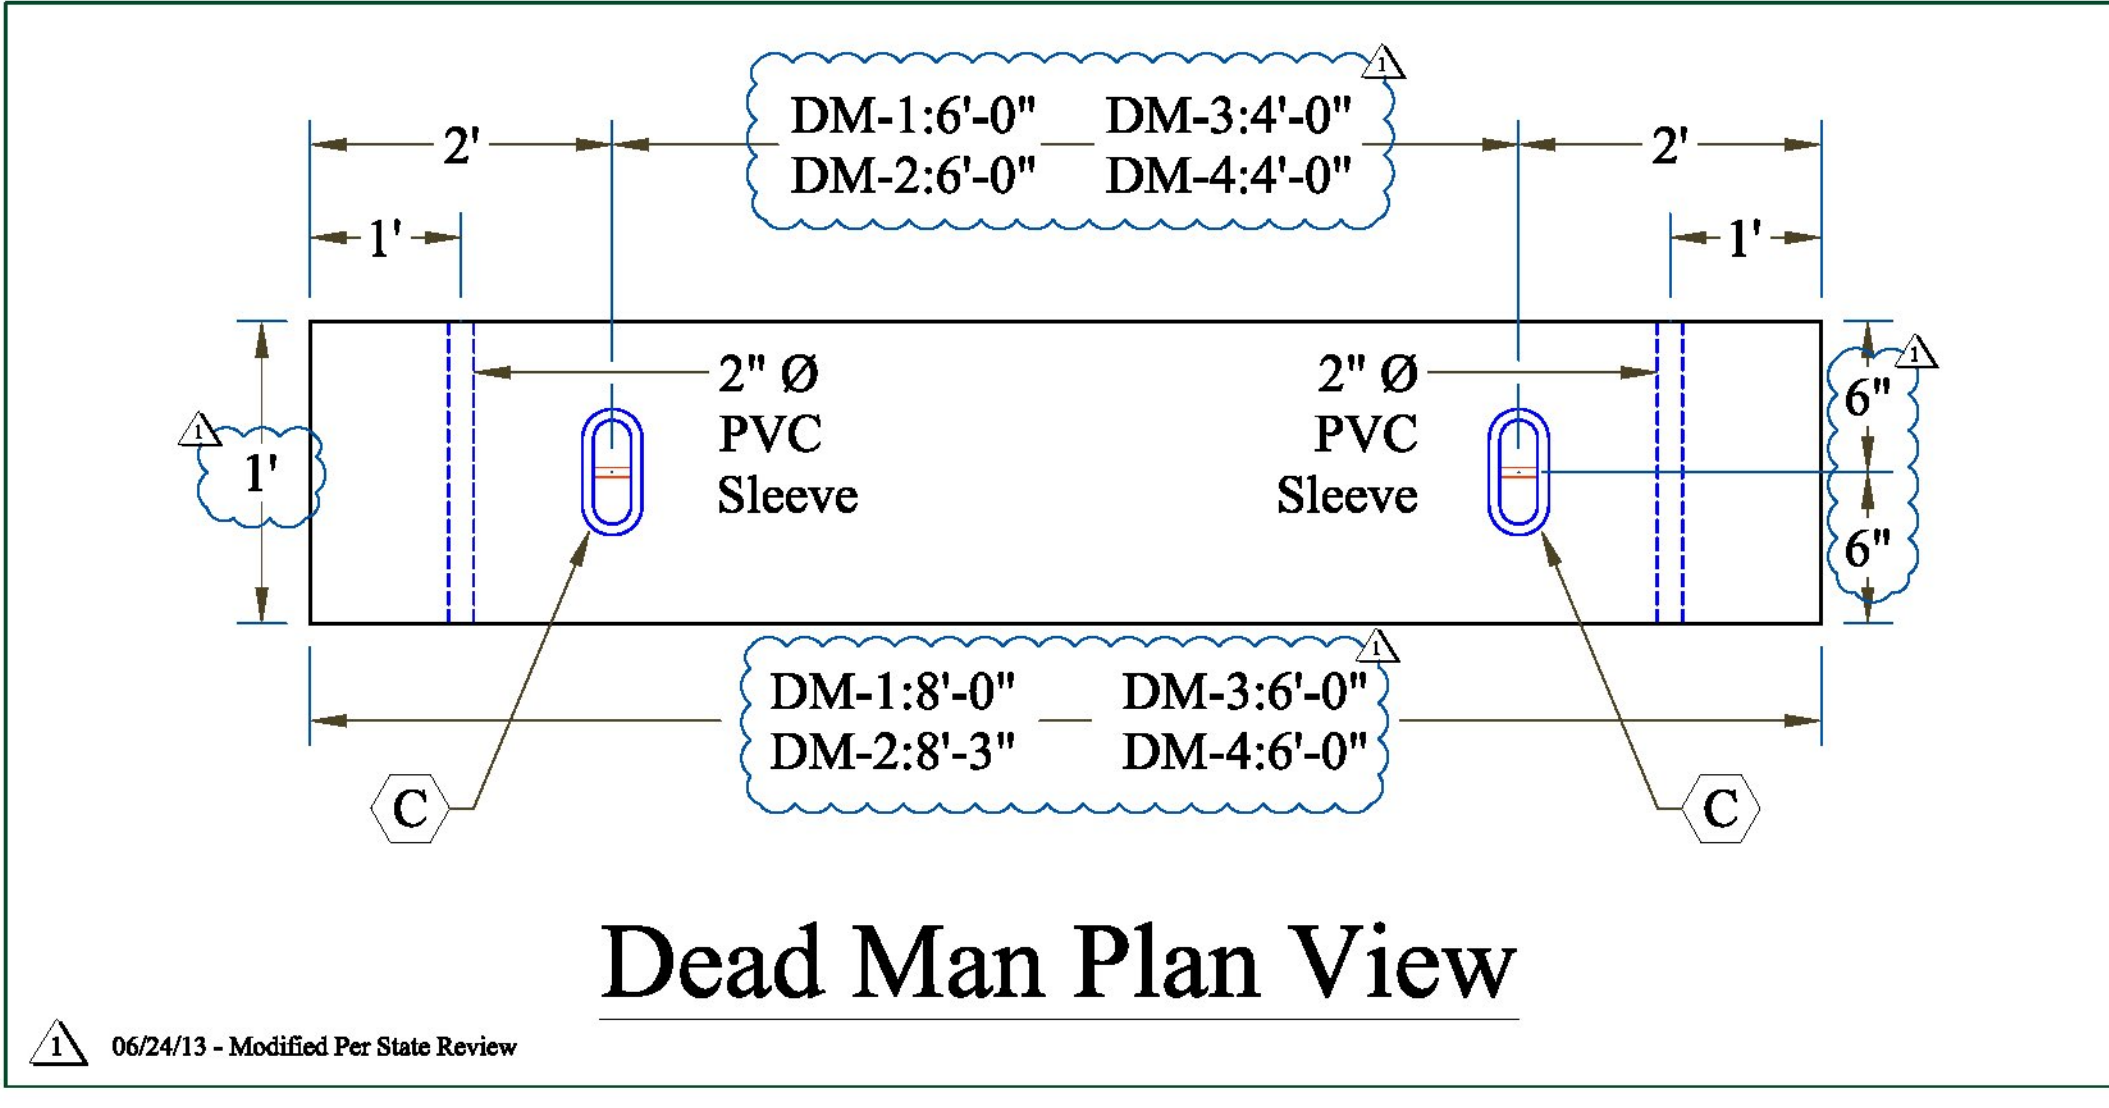 DM-1:6'-0" DM-3:4'-0"
DM-2:6'-0" DM-4:4'-0"
1
2'
2'
1'
1'
2" Ø
PVC
Sleeve
2" Ø
PVC
Sleeve
1
1'
1
6"
6"
DM-1:8'-0" DM-3:6'-0"
DM-2:8'-3" DM-4:6'-0"
1
C
C
Dead Man Plan View
1 06/24/13 - Modified Per State Review